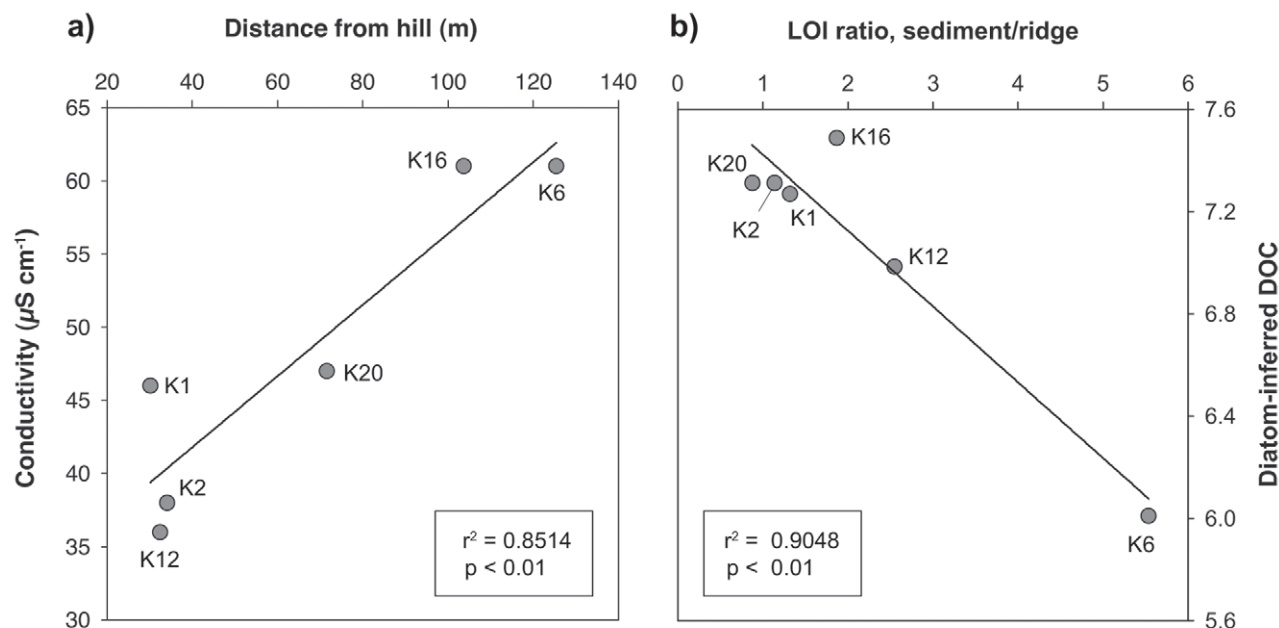 a)
Distance from hill (m)
20 40 60 80 100 120 140
65
60
55
50
45
40
35
30
Conductivity (µS cm⁻¹)
K16
K6
K20
K1
K2
K12
r² = 0.8514
p < 0.01
b)
LOI ratio, sediment/ridge
0 1 2 3 4 5 6
7.6
7.2
6.8
6.4
6.0
5.6
Diatom-inferred DOC
K16
K20
K2
K1
K12
K6
r² = 0.9048
p < 0.01